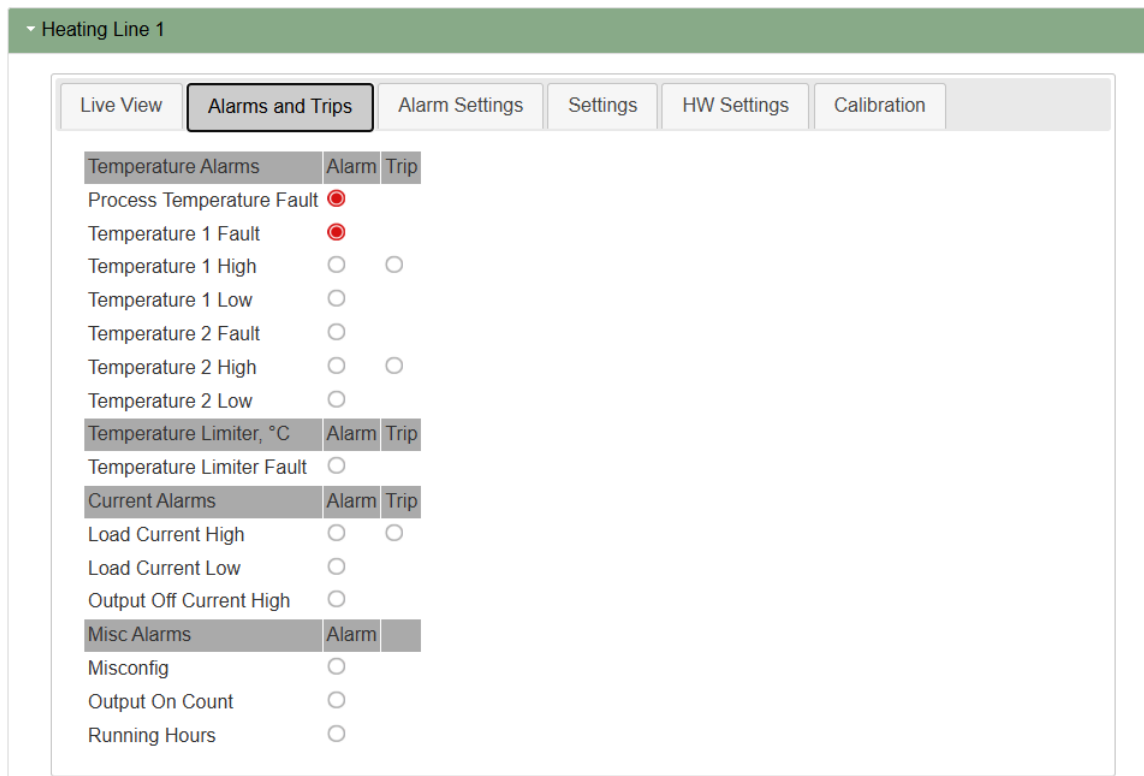 Heating Line 1
Live View Alarms and Trips Alarm Settings Settings HW Settings Calibration
Temperature Alarms Alarm Trip
Process Temperature Fault
Temperature 1 Fault
Temperature 1 High
Temperature 1 Low
Temperature 2 Fault
Temperature 2 High
Temperature 2 Low
Temperature Limiter, °C Alarm Trip
Temperature Limiter Fault
Current Alarms Alarm Trip
Load Current High
Load Current Low
Output Off Current High
Misc Alarms Alarm
Misconfig
Output On Count
Running Hours